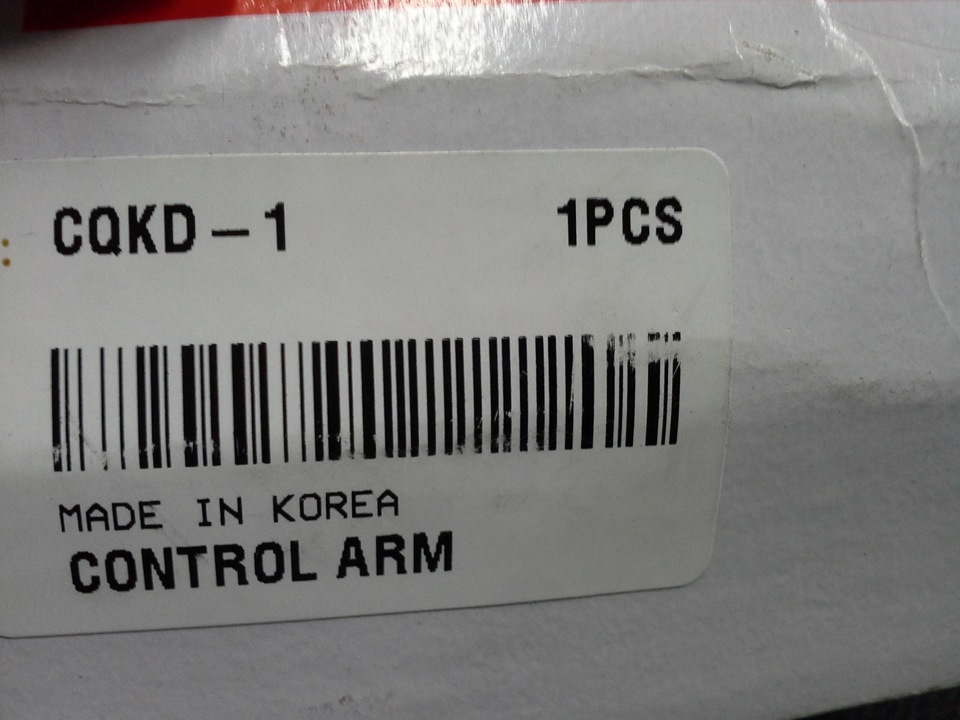 CQKD-1 1PCS
MADE IN KOREA
CONTROL ARM